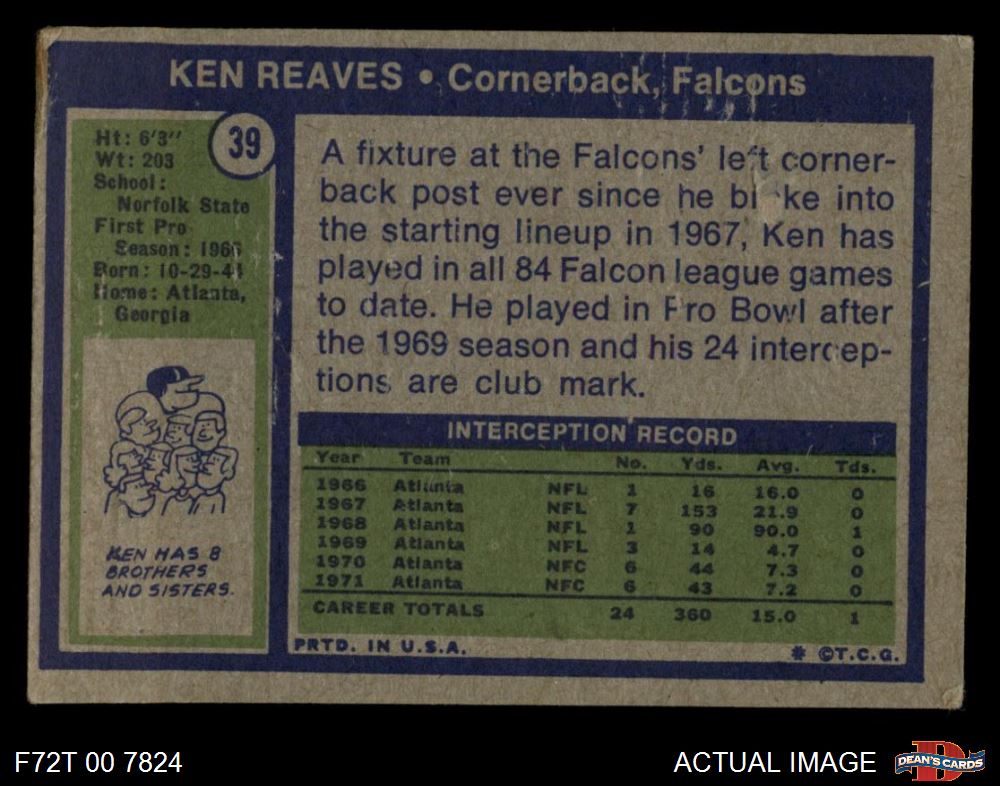 KEN REAVES • Cornerback, Falcons
39
Ht: 6'3"
Wt: 203
School:
Norfolk State
First Pro
Season: 1966
Born: 10-29-44
Home: Atlanta,
Georgia
KEN HAS 8
BROTHERS
AND SISTERS.
A fixture at the Falcons' left corner-
back post ever since he broke into
the starting lineup in 1967, Ken has
played in all 84 Falcon league games
to date. He played in Pro Bowl after
the 1969 season and his 24 intercep-
tions are club mark.
INTERCEPTION RECORD
Year Team No. Yds. Avg. Tds.
1966 Atlanta NFL 1 16 16.0 0
1967 Atlanta NFL 7 153 21.9 0
1968 Atlanta NFL 1 90 90.0 1
1969 Atlanta NFL 3 14 4.7 0
1970 Atlanta NFC 6 44 7.3 0
1971 Atlanta NFC 6 43 7.2 0
CAREER TOTALS 24 360 15.0 1
PRTD. IN U.S.A. * ©T.C.G.
F72T 00 7824 ACTUAL IMAGE
D
DEAN'S CARDS